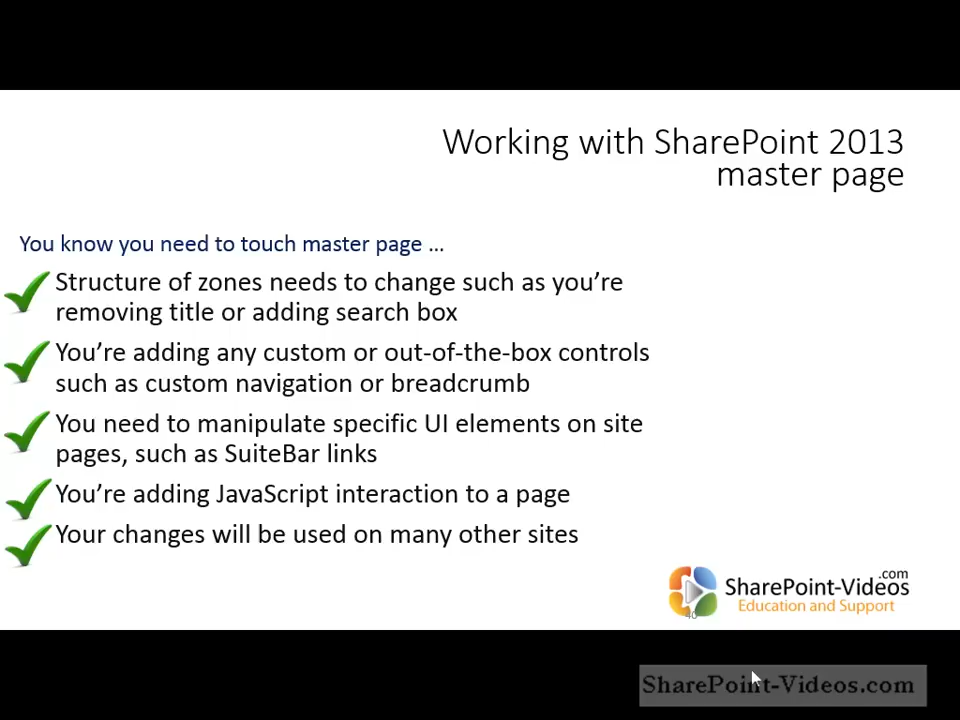 Working with SharePoint 2013
master page
You know you need to touch master page ...
Structure of zones needs to change such as you’re
removing title or adding search box
You’re adding any custom or out-of-the-box controls
such as custom navigation or breadcrumb
You need to manipulate specific UI elements on site
pages, such as SuiteBar links
You’re adding JavaScript interaction to a page
Your changes will be used on many other sites
.com
SharePoint-Videos
Education and Support
40
SharePoint-Videos.com